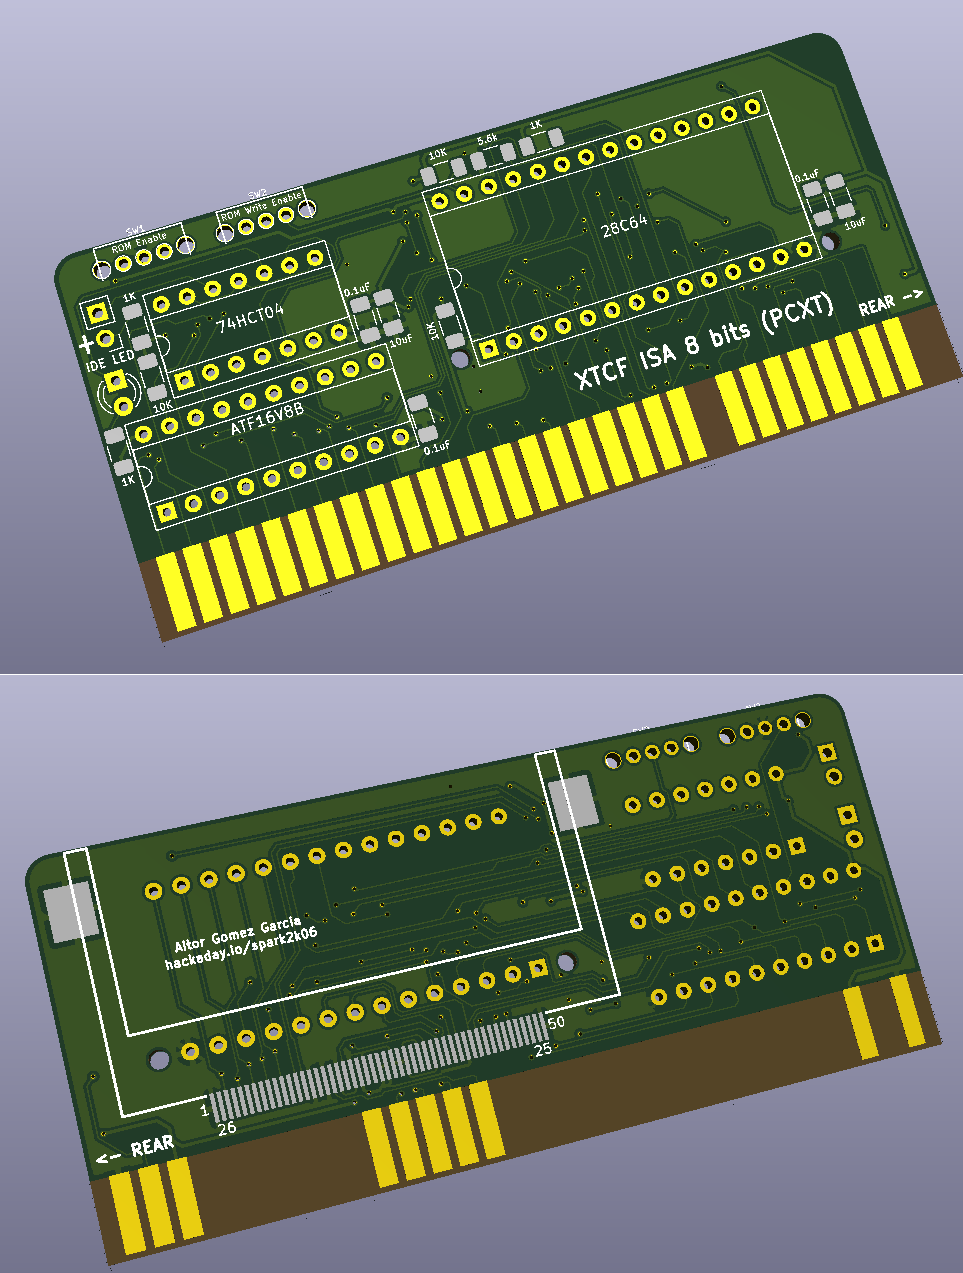 SW1
ROM Enable
SW2
ROM Write Enable
10K
5.6k
1K
0.1uF
10uF
28C64
+
IDE LED
1K
10K
74HCT04
0.1uF
10uF
10K
ATF16V8B
1K
0.1uF
XTCF ISA 8 bits (PCXT)
REAR -->
Aitor Gomez Garcia
hackaday.io/spark2k06
1
26
50
25
<-- REAR